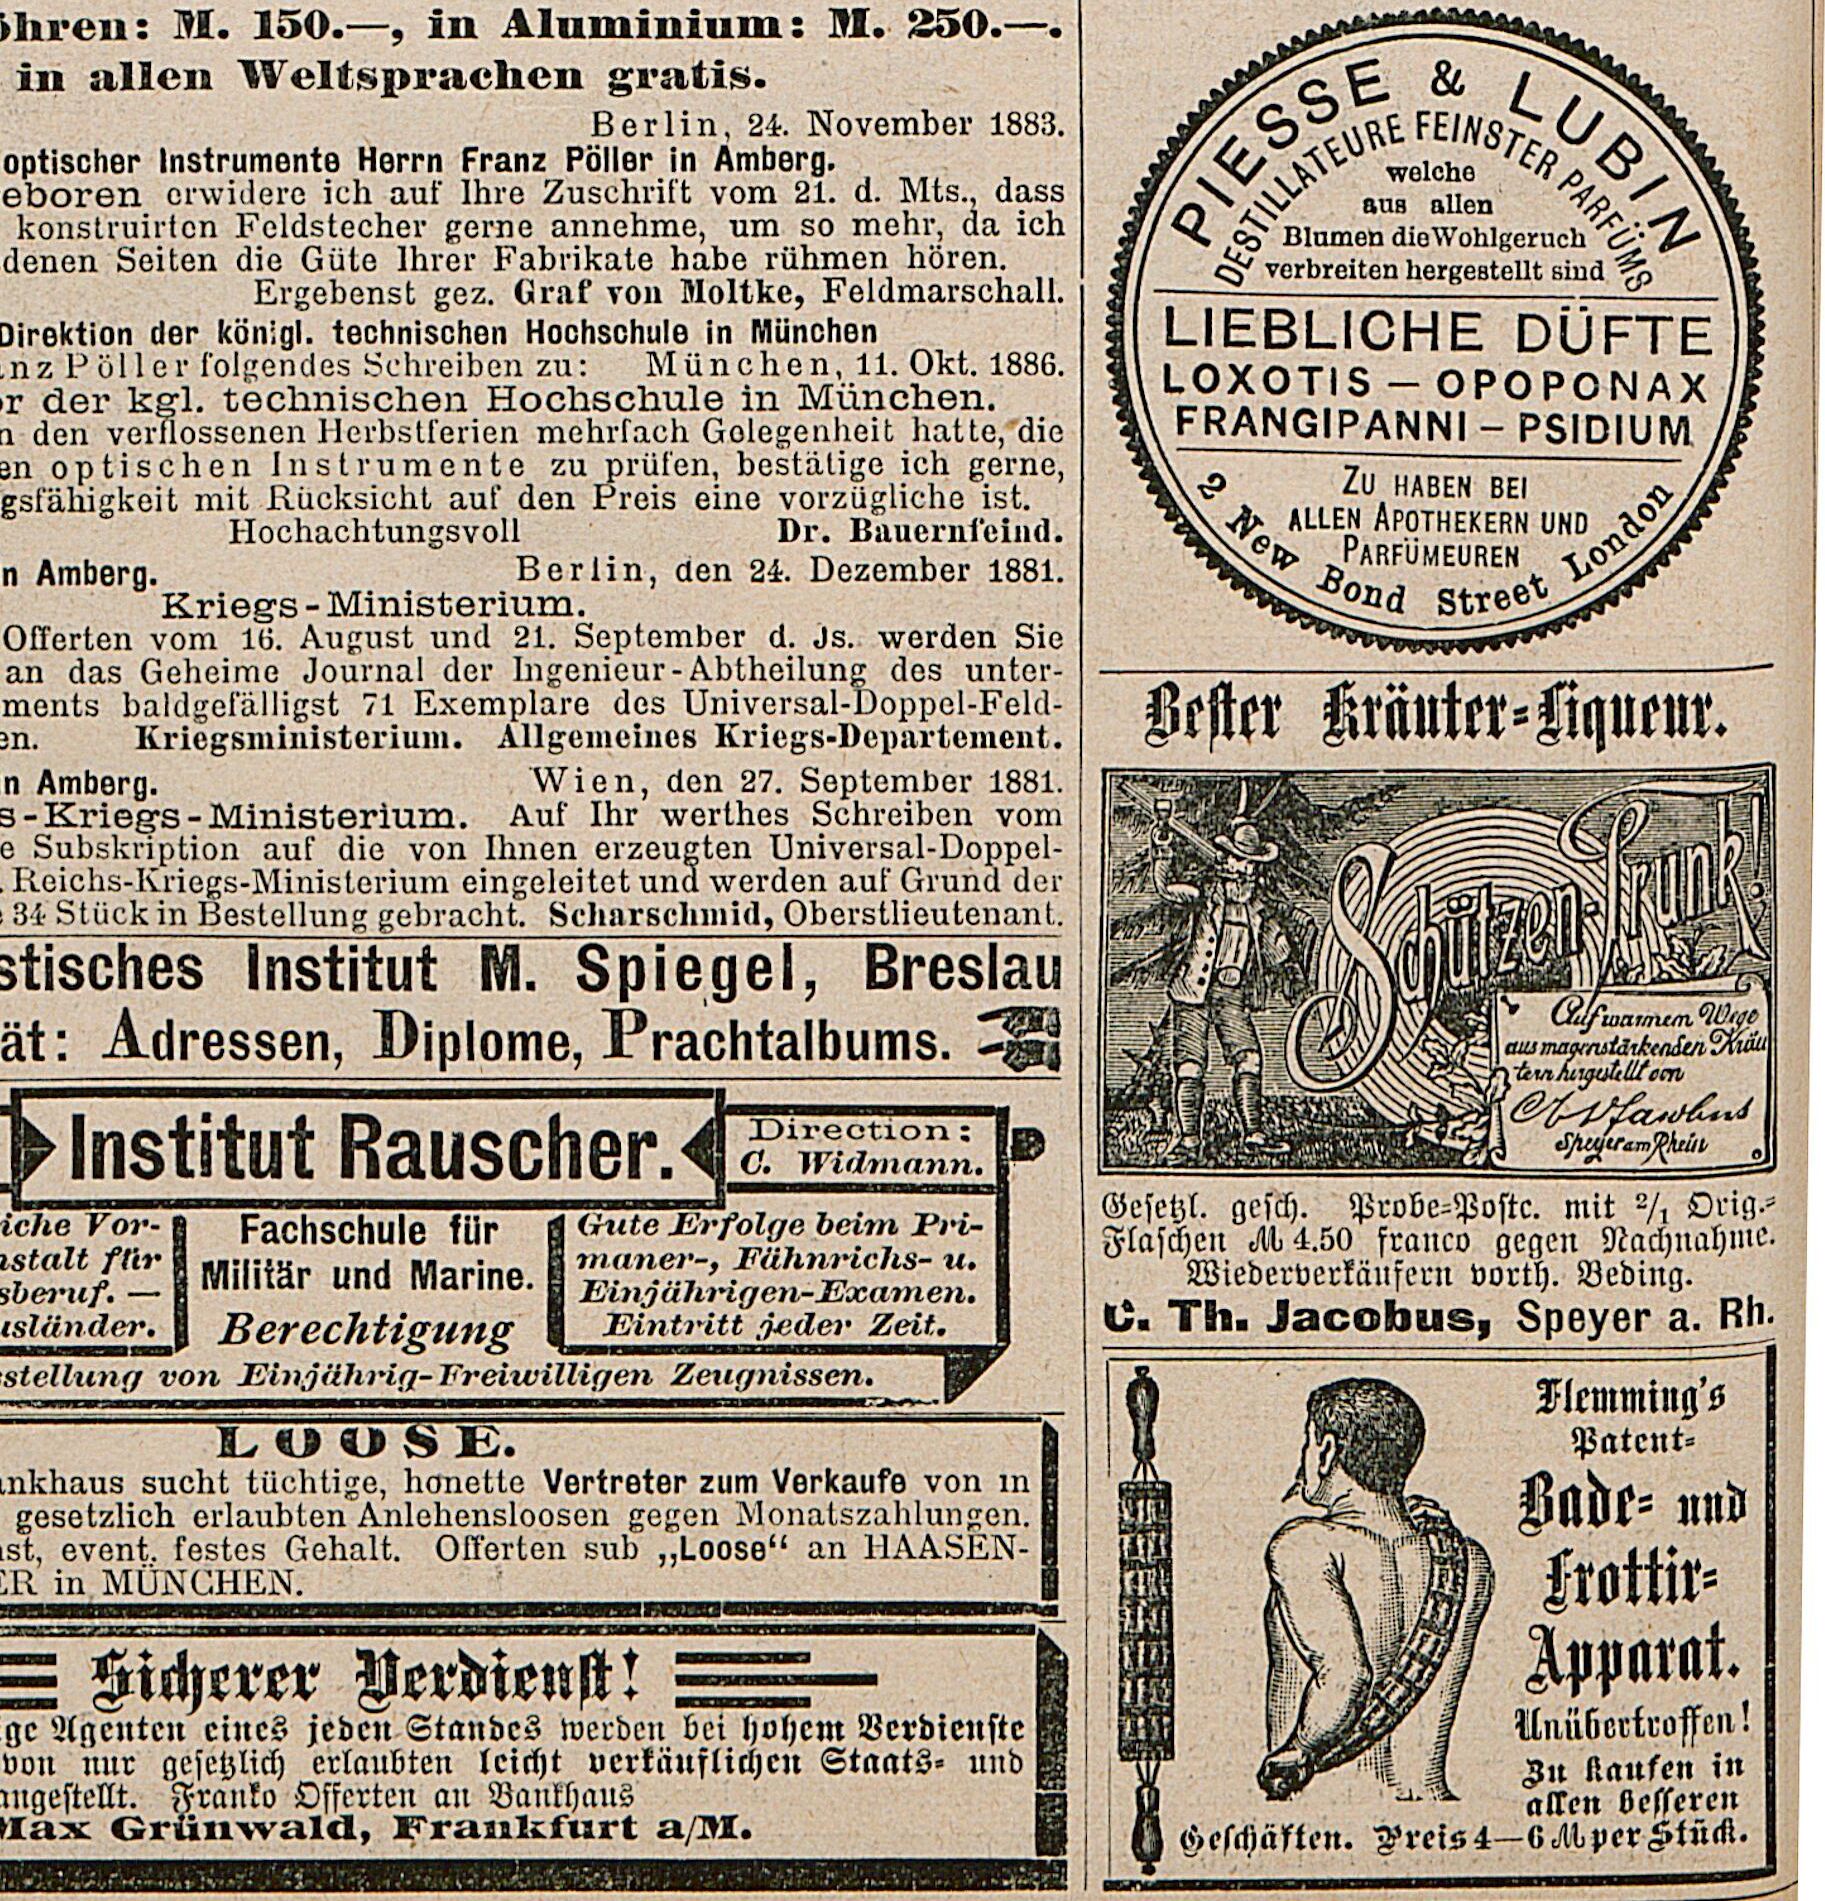 öhren: M. 150.—, in Aluminium: M. 250.—.
in allen Weltsprachen gratis.
Berlin, 24. November 1883.
optischer Instrumente Herrn Franz Pöller in Amberg.
eboren erwidere ich auf Ihre Zuschrift vom 21. d. Mts., dass
konstruirten Feldstecher gerne annehme, um so mehr, da ich
denen Seiten die Güte Ihrer Fabrikate habe rühmen hören.
Ergebenst gez. Graf von Moltke, Feldmarschall.
Direktion der königl. technischen Hochschule in München
nz Pöller folgendes Schreiben zu: München, 11. Okt. 1886.
or der kgl. technischen Hochschule in München.
n den verflossenen Herbstferien mehrfach Gelegenheit hatte, die
en optischen Instrumente zu prüfen, bestätige ich gerne,
gsfähigkeit mit Rücksicht auf den Preis eine vorzügliche ist.
Hochachtungsvoll Dr. Bauernfeind.
n Amberg. Berlin, den 24. Dezember 1881.
Kriegs-Ministerium.
Offerten vom 16. August und 21. September d. Js. werden Sie
an das Geheime Journal der Ingenieur-Abtheilung des unter-
ments baldgefälligst 71 Exemplare des Universal-Doppel-Feld-
en. Kriegsministerium. Allgemeines Kriegs-Departement.
n Amberg. Wien, den 27. September 1881.
s-Kriegs-Ministerium. Auf Ihr werthes Schreiben vom
e Subskription auf die von Ihnen erzeugten Universal-Doppel-
. Reichs-Kriegs-Ministerium eingeleitet und werden auf Grund der
34 Stück in Bestellung gebracht. Scharschmid, Oberstlieutenant.
stisches Institut M. Spiegel, Breslau
ät: Adressen, Diplome, Prachtalbums.
Institut Rauscher.
Direction:
C. Widmann.
iche Vor-
nstalt für
sberuf. —
usländer.
Fachschule für
Militär und Marine.
Berechtigung
Gute Erfolge beim Pri-
maner-, Fähnrichs- u.
Einjährigen-Examen.
Eintritt jeder Zeit.
sstellung von Einjährig-Freiwilligen Zeugnissen.
LOOSE.
ankhaus sucht tüchtige, honette Vertreter zum Verkaufe von in
gesetzlich erlaubten Anlehensloosen gegen Monatszahlungen.
nst, event. festes Gehalt. Offerten sub „Loose“ an HAASEN-
ER in MÜNCHEN.
Sicherer Verdienst!
ge Agenten eines jeden Standes werden bei hohem Verdienste
von nur gesetzlich erlaubten leicht verkäuflichen Staats- und
angestellt. Franko Offerten an Bankhaus
Max Grünwald, Frankfurt a/M.
PIESSE & LUBIN
DESTILLATEURE FEINSTER PARFÜMS
welche
aus allen
Blumen die Wohlgeruch
verbreiten hergestellt sind
LIEBLICHE DÜFTE
LOXOTIS — OPOPONAX
FRANGIPANNI — PSIDIUM
ZU HABEN BEI
ALLEN APOTHEKERN UND
PARFÜMEUREN
2 New Bond Street London
Bester Kräuter-Liqueur.
Schützen-Trunk!
Auf warmem Wege
aus magenstärkenden Kräu
tern hergestellt von
Speyer am Rhein
Gesetzl. gesch. Probe-Postc. mit 2/1 Orig.-
Flaschen M 4.50 franco gegen Nachnahme.
Wiederverkäufern vorth. Beding.
C. Th. Jacobus, Speyer a. Rh.
Flemming's
Patent-
Bade- und
Frottir-
Apparat.
Unübertroffen!
Zu kaufen in
allen besseren
Geschäften. Preis 4—6 M per Stück.